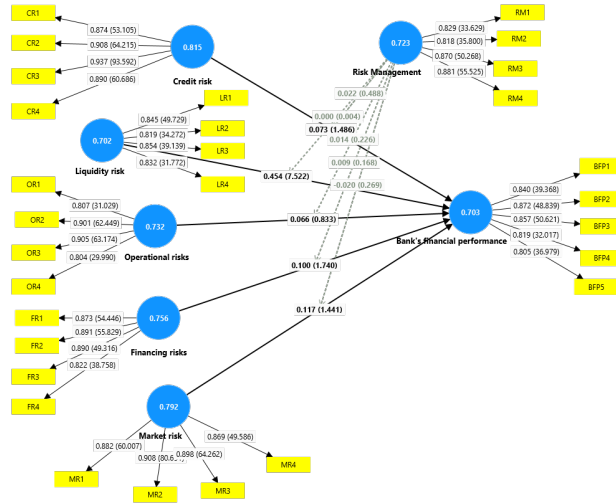 CR1
0.874 (53.105)
CR2
0.908 (64.215)
CR3
0.937 (93.592)
CR4
0.890 (60.686)
0.815
Credit risk
RM1
0.829 (33.629)
RM2
0.818 (35.800)
RM3
0.870 (50.268)
RM4
0.881 (55.525)
0.723
Risk Management
0.022 (0.488)
0.000 (0.004)
0.073 (1.486)
0.014 (0.226)
0.009 (0.168)
-0.020 (0.269)
LR1
0.845 (49.729)
LR2
0.819 (34.272)
LR3
0.854 (39.139)
LR4
0.832 (31.772)
0.702
Liquidity risk
0.454 (7.522)
OR1
0.807 (31.029)
OR2
0.901 (62.449)
OR3
0.905 (63.174)
OR4
0.804 (29.990)
0.732
Operational risks
0.066 (0.833)
BFP1
0.840 (39.368)
BFP2
0.872 (48.839)
BFP3
0.857 (50.621)
BFP4
0.819 (32.017)
BFP5
0.805 (36.979)
0.703
Bank's financial performance
0.100 (1.740)
FR1
0.873 (54.446)
FR2
0.891 (55.829)
FR3
0.890 (49.316)
FR4
0.822 (38.758)
0.756
Financing risks
0.117 (1.441)
0.792
Market risk
0.882 (60.007)
0.908 (80.6
0.898 (64.262)
0.869 (49.586)
MR1
MR2
MR3
MR4